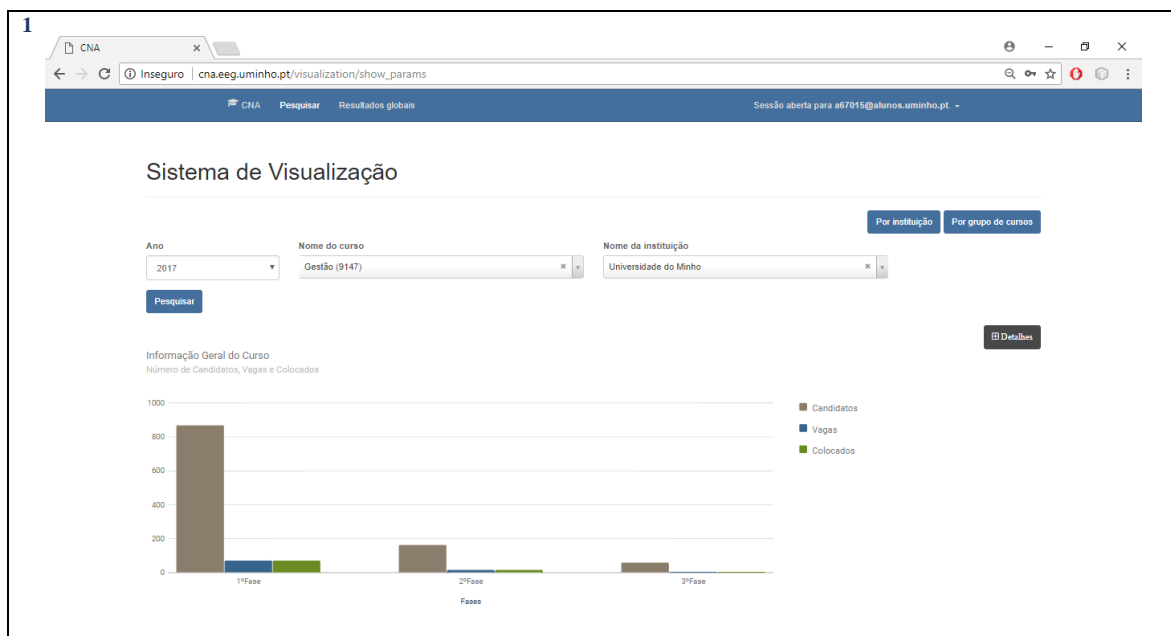 1
CNA
Inseguro | cna.eeg.uminho.pt/visualization/show_params
CNA Pesquisar Resultados globais Sessão aberta para a67015@alunos.uminho.pt.
Sistema de Visualização
Por instituição Por grupo de cursos
Ano Nome do curso Nome da instituição
2017 Gestão (9147) Universidade do Minho
Pesquisar
Detalhes
Informação Geral do Curso
Número de Candidatos, Vagas e Colocados
1000
Candidatos
Vagas
800
Colocados
600
400
200
0
1ºFase 2ºFase 3ºFase
Fases